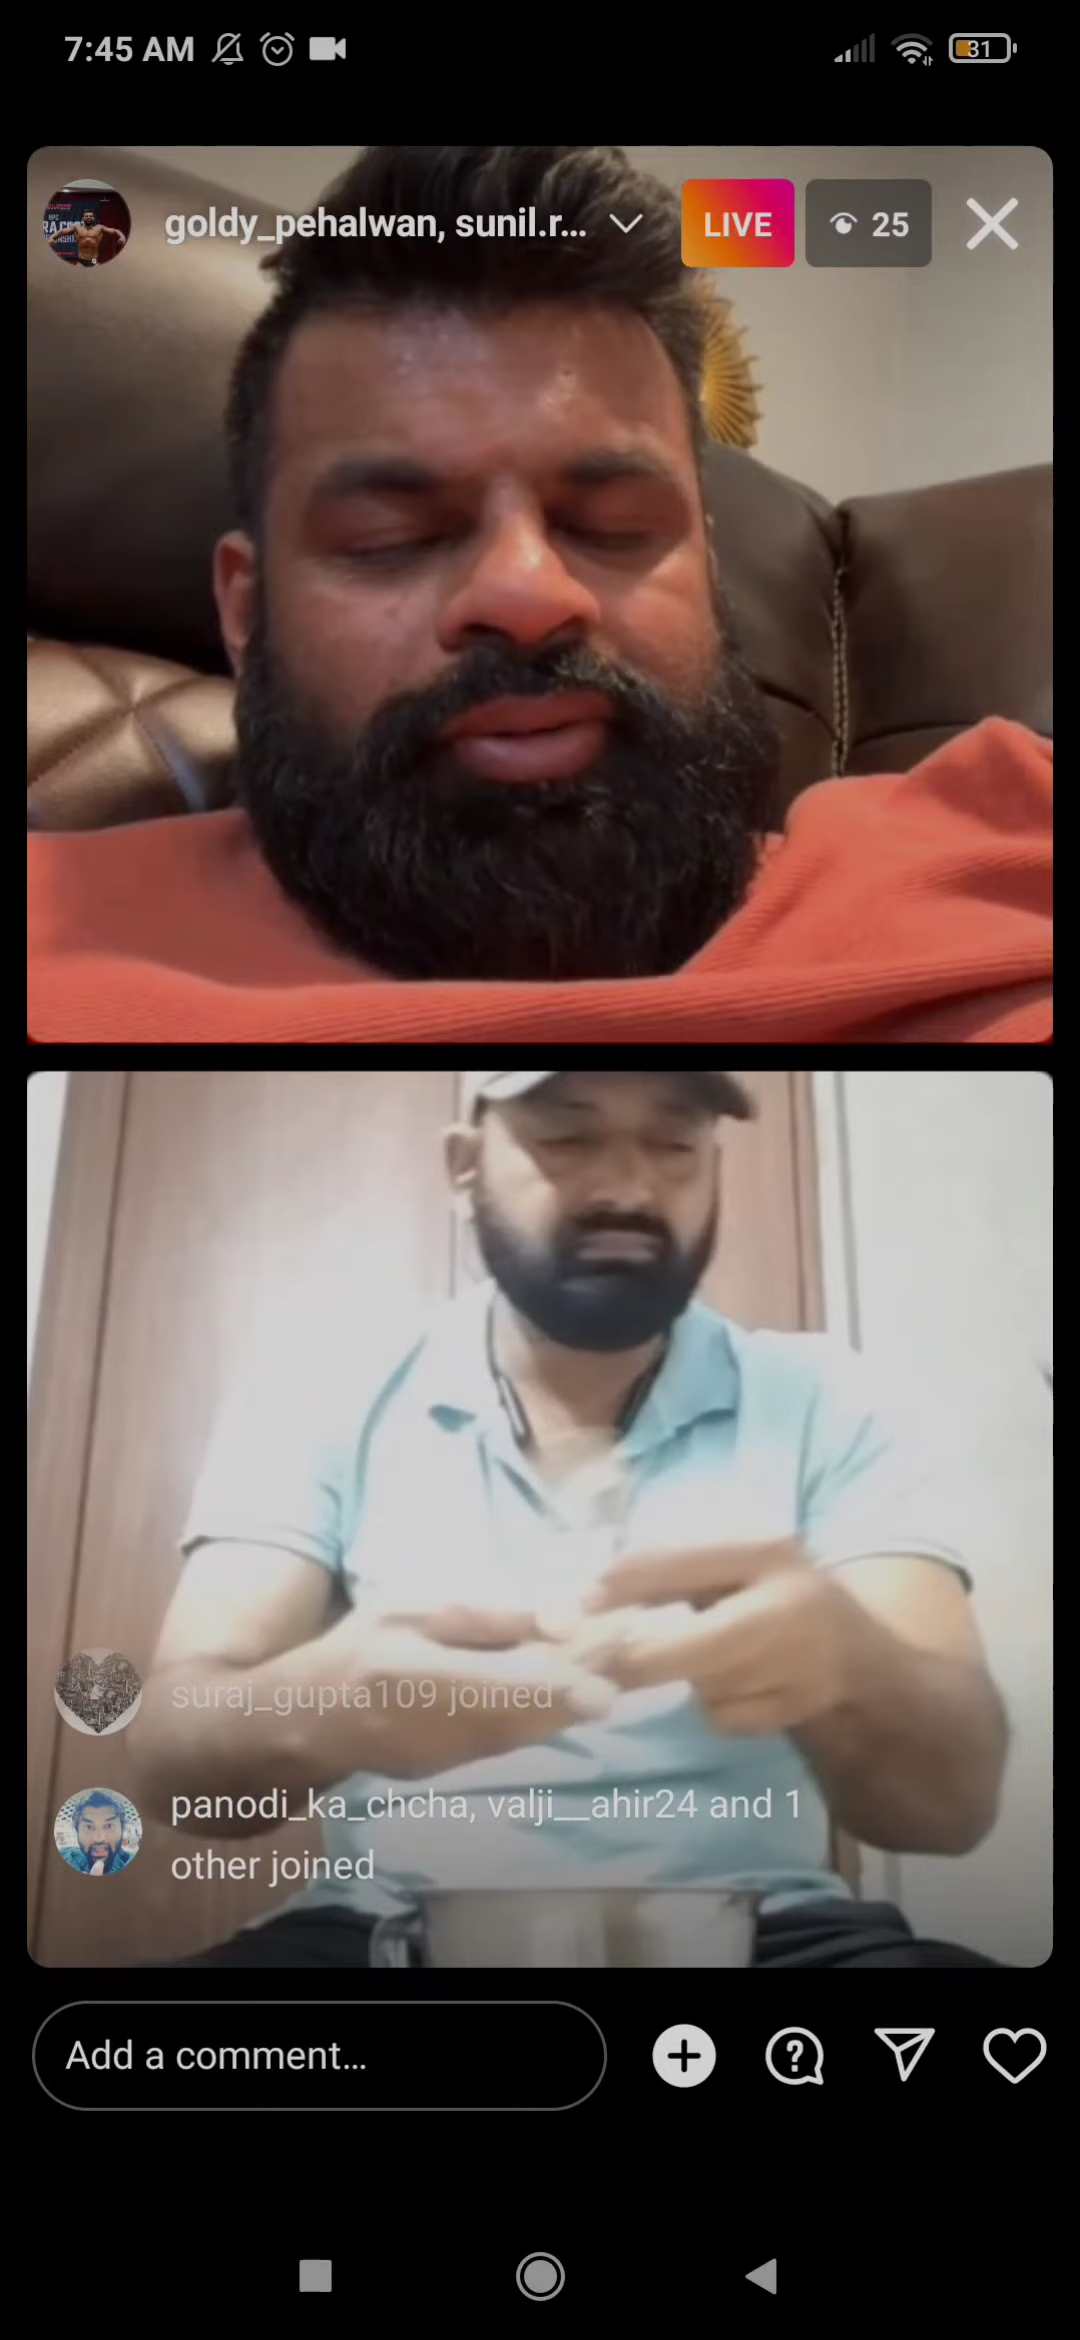 7:45 AM
31
goldy_pehalwan, sunil.r...
LIVE
25
suraj_gupta109 joined
panodi_ka_chcha, valji__ahir24 and 1
other joined
Add a comment...